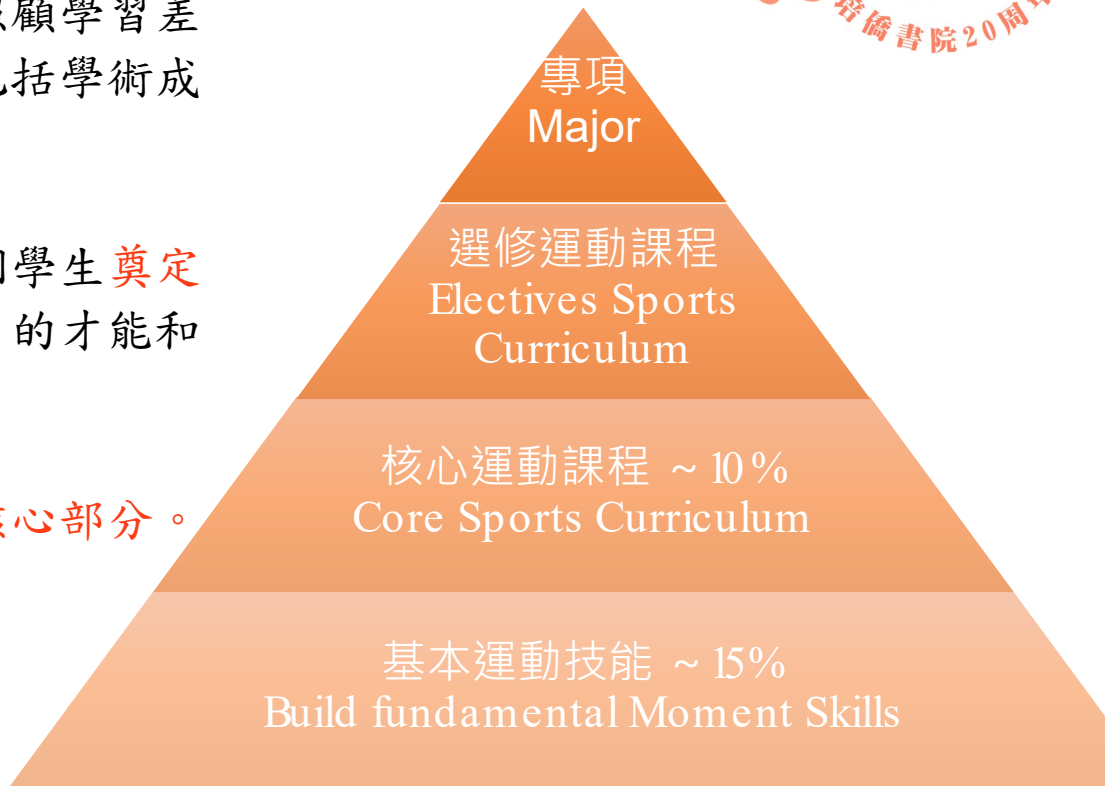 照顧學習差
括學術成
學生奠定
的才能和
核心部分。
培僑書院20周年
專項
Major
選修運動課程
Electives Sports
Curriculum
核心運動課程 ~ 10%
Core Sports Curriculum
基本運動技能 ~ 15%
Build fundamental Moment Skills